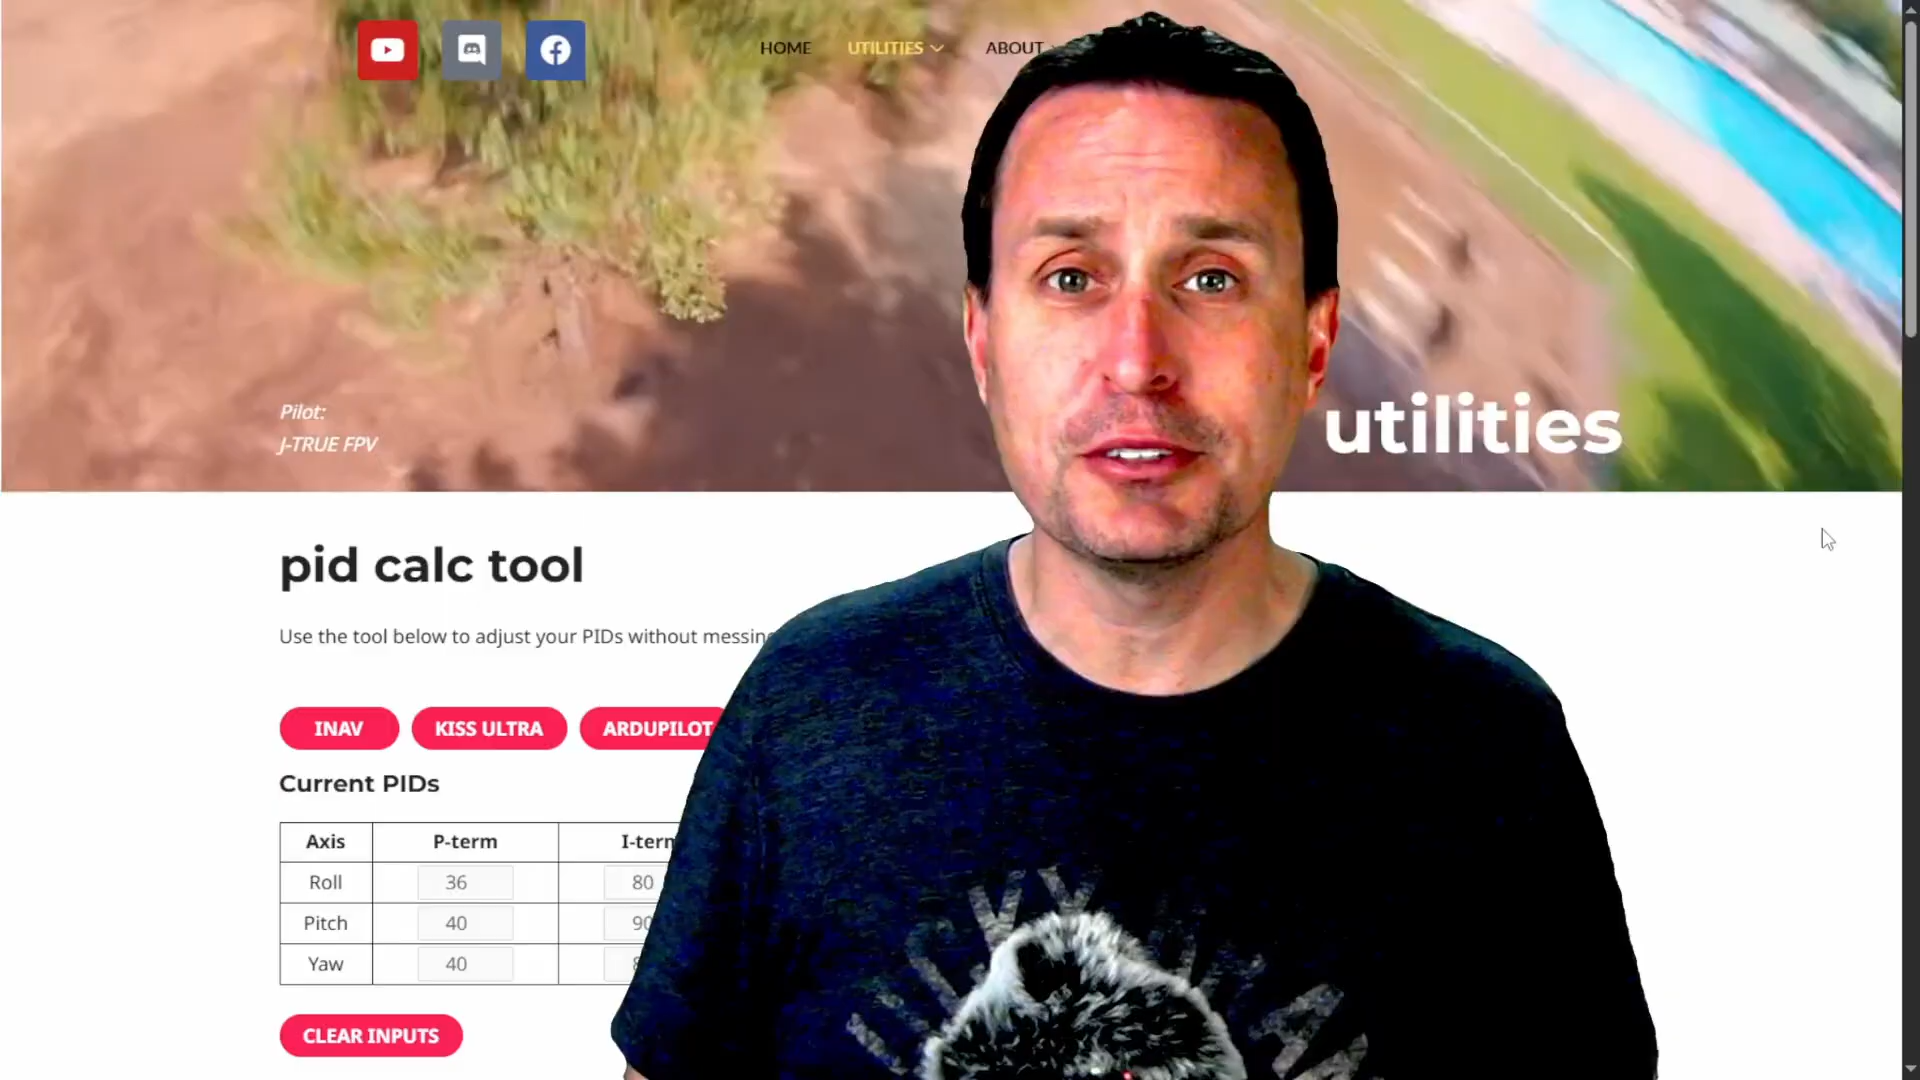 HOME
UTILITIES
ABOUT
Pilot:
J-TRUE FPV
utilities
pid calc tool
Use the tool below to adjust your PIDs without
INAV
KISS ULTRA
ARDUPILOT
Current PIDs
Axis P-term
Roll 36 80
Pitch 40 90
Yaw 40
CLEAR INPUTS